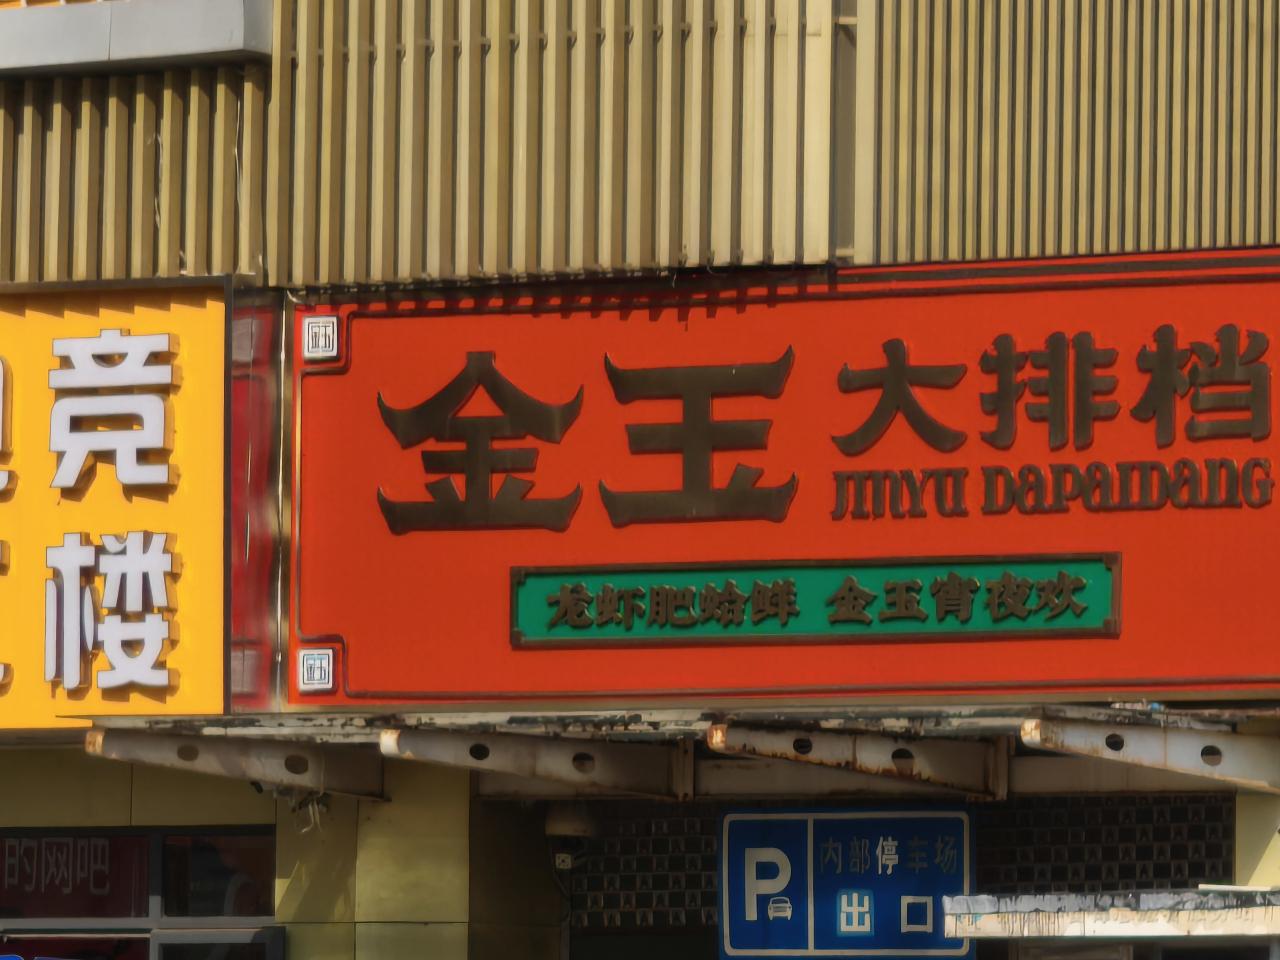 竞
楼
金玉 大排档
JINYU DaPaIDaNG
龙虾肥蛤鲜 金玉宵夜欢
的网吧
P 内部停车场
出口